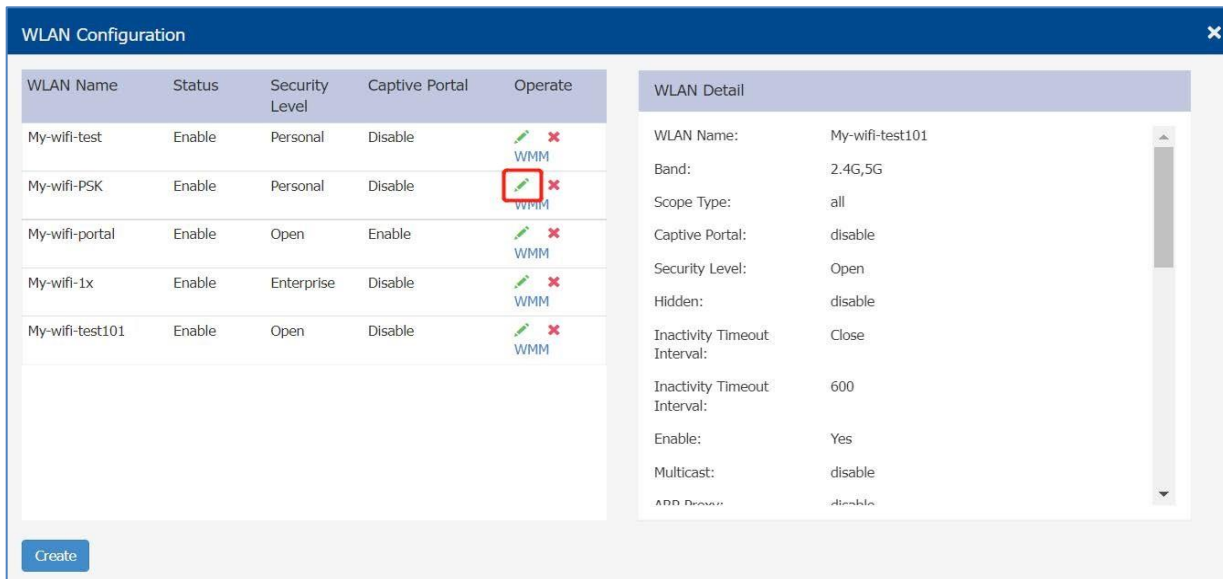 WLAN Configuration
WLAN Name Status Security Level Captive Portal Operate
My-wifi-test Enable Personal Disable
WMM
My-wifi-PSK Enable Personal Disable
WMM
My-wifi-portal Enable Open Enable
WMM
My-wifi-1x Enable Enterprise Disable
WMM
My-wifi-test101 Enable Open Disable
WMM
Create
WLAN Detail
WLAN Name: My-wifi-test101
Band: 2.4G,5G
Scope Type: all
Captive Portal: disable
Security Level: Open
Hidden: disable
Inactivity Timeout Interval: Close
Inactivity Timeout Interval: 600
Enable: Yes
Multicast: disable
ARP Proxy: disable